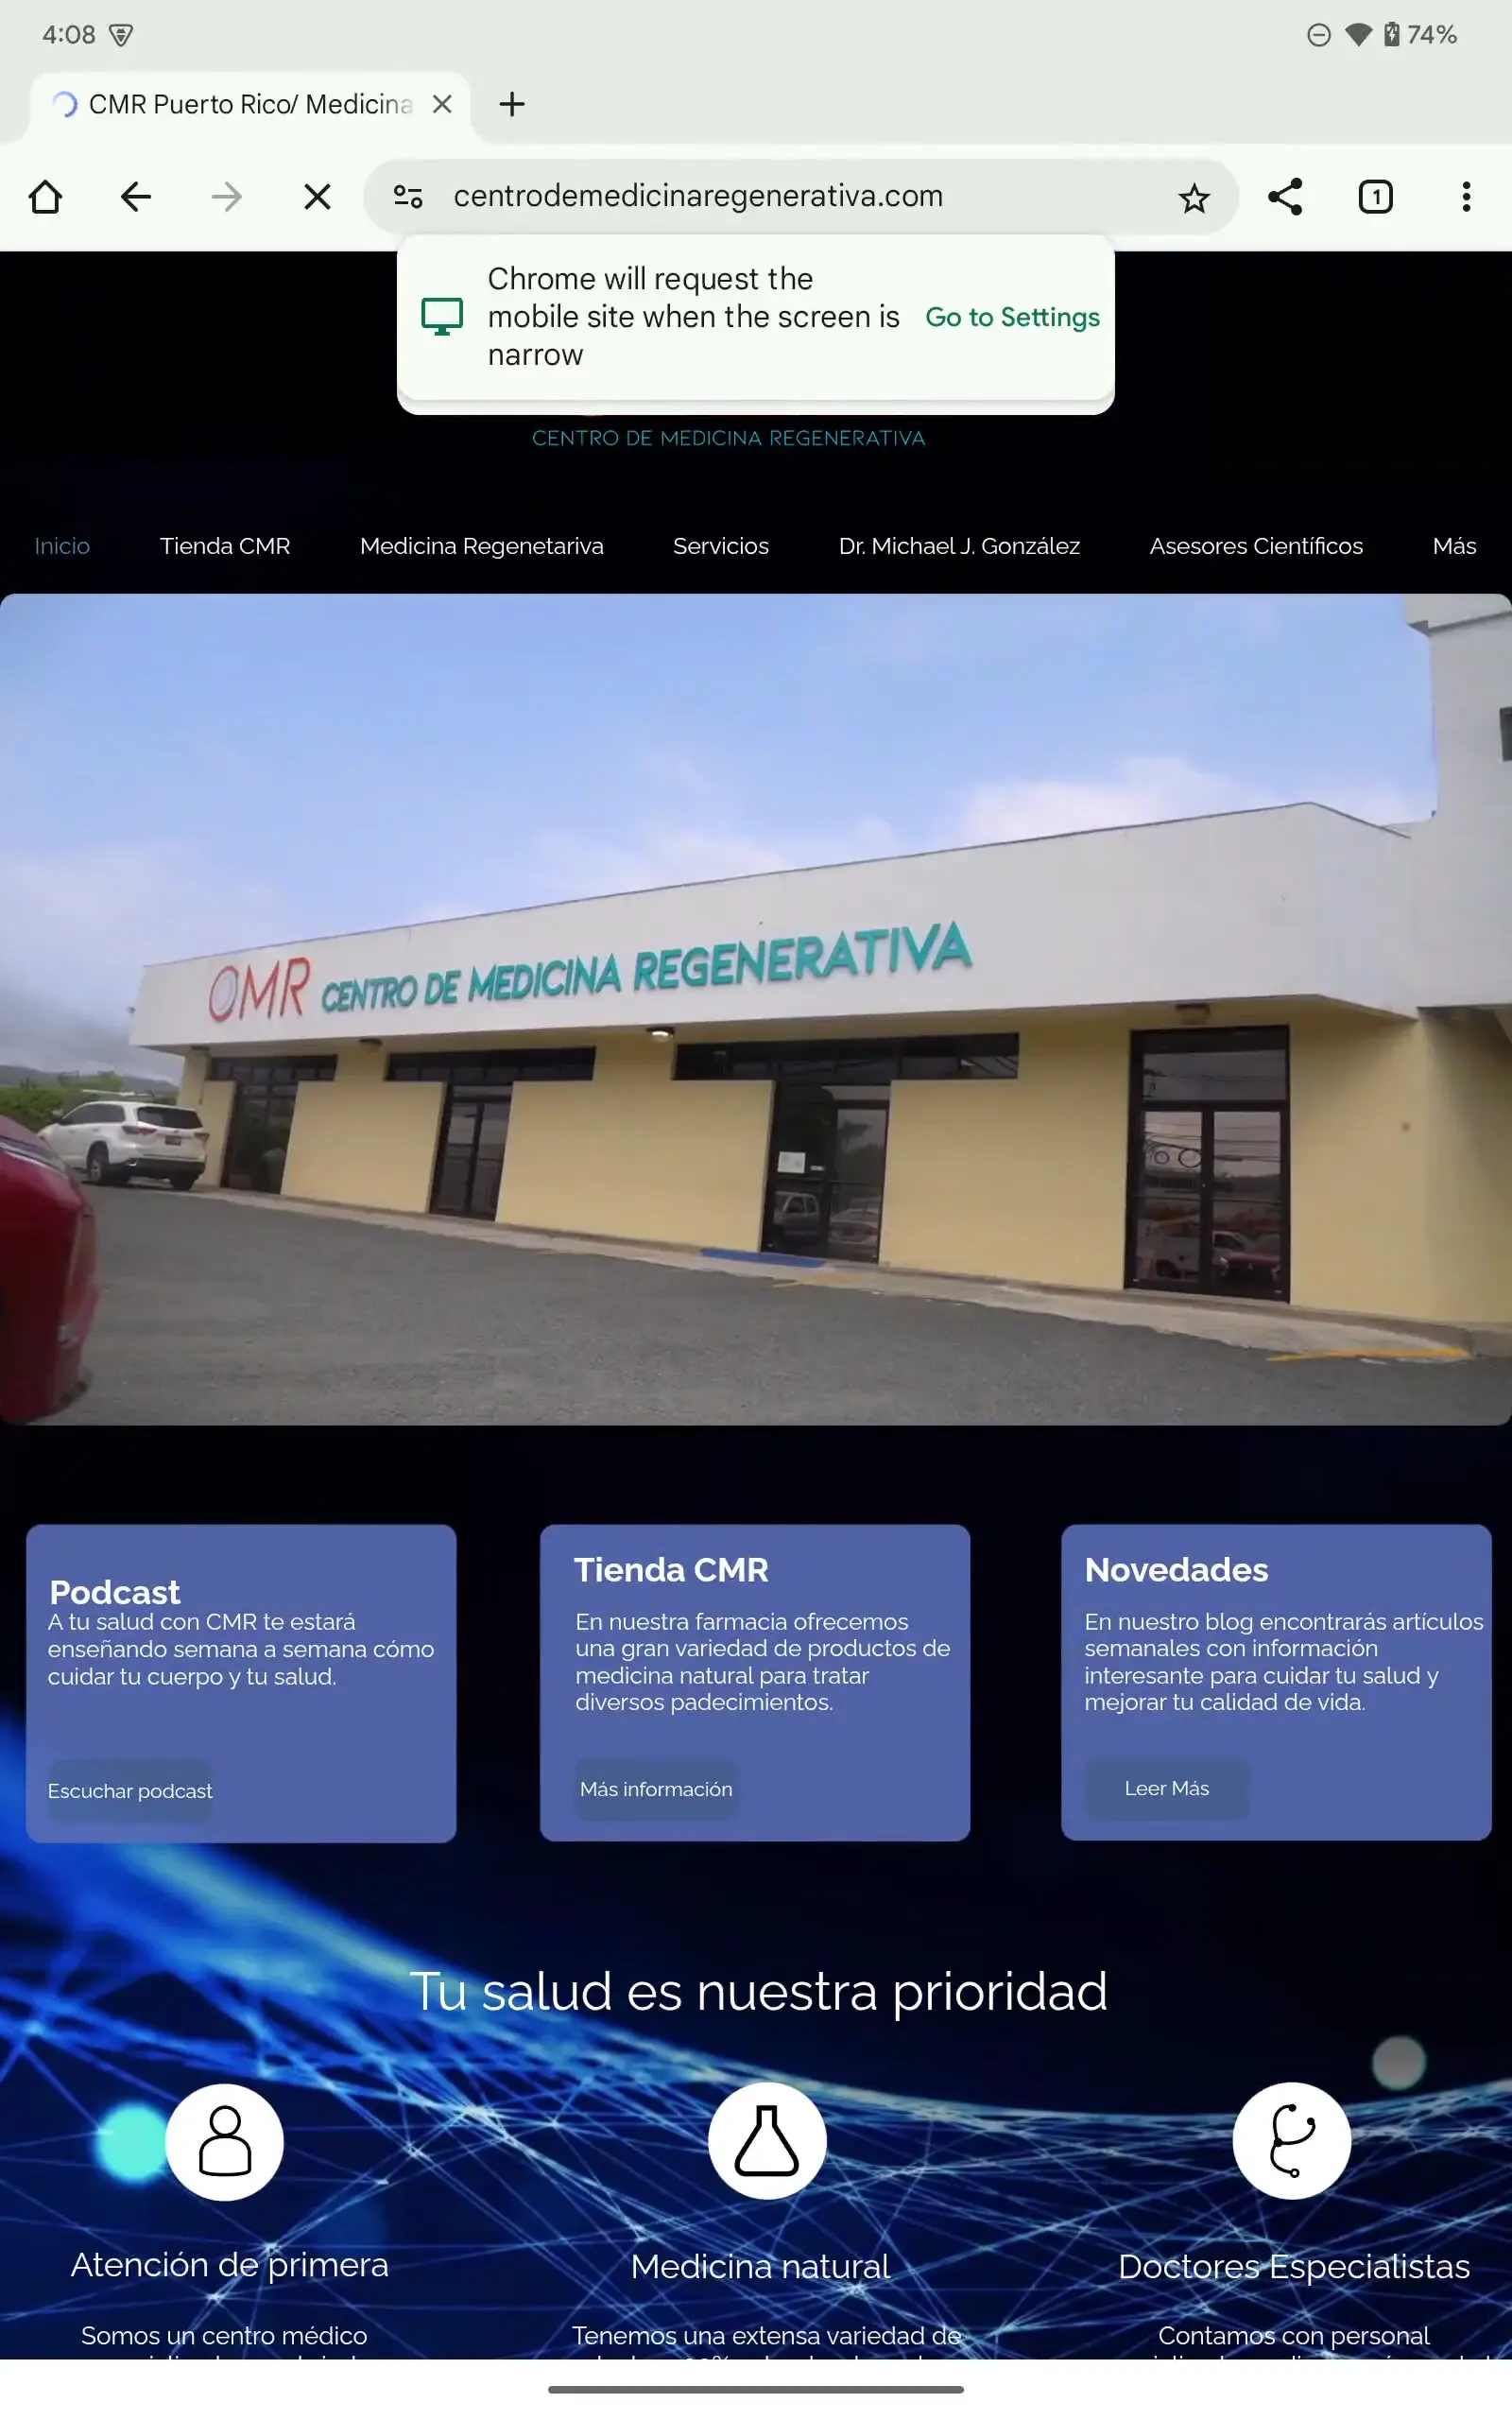 4:08
74%
CMR Puerto Rico/ Medicina
centrodemedicinaregenerativa.com
1
Chrome will request the
mobile site when the screen is
narrow
Go to Settings
CENTRO DE MEDICINA REGENERATIVA
Inicio Tienda CMR Medicina Regenetariva Servicios Dr. Michael J. González Asesores Científicos Más
CMR CENTRO DE MEDICINA REGENERATIVA
Podcast
A tu salud con CMR te estará
enseñando semana a semana cómo
cuidar tu cuerpo y tu salud.
Escuchar podcast
Tienda CMR
En nuestra farmacia ofrecemos
una gran variedad de productos de
medicina natural para tratar
diversos padecimientos.
Más información
Novedades
En nuestro blog encontrarás artículos
semanales con información
interesante para cuidar tu salud y
mejorar tu calidad de vida.
Leer Más
Tu salud es nuestra prioridad
Atención de primera
Somos un centro médico
Medicina natural
Tenemos una extensa variedad de
Doctores Especialistas
Contamos con personal